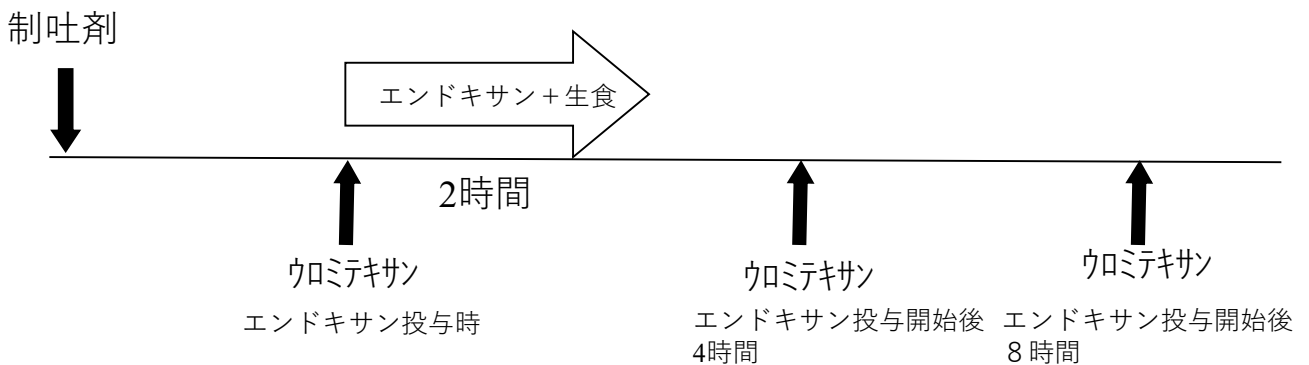 制吐剤
エンドキサン＋生食
2時間
ｳﾛﾐﾃｷｻﾝ
エンドキサン投与時
ｳﾛﾐﾃｷｻﾝ
エンドキサン投与開始後
4時間
ｳﾛﾐﾃｷｻﾝ
エンドキサン投与開始後
８時間